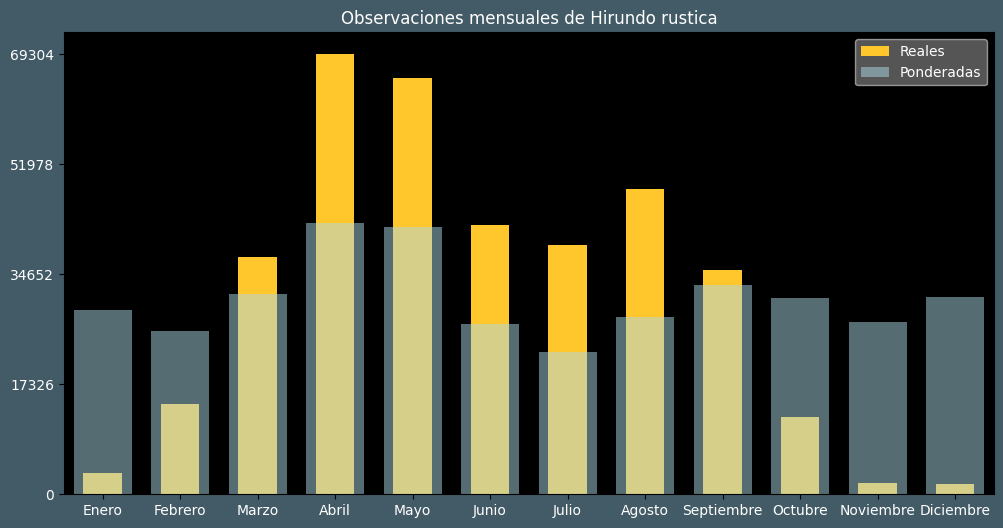 Observaciones mensuales de Hirundo rustica
Reales
Ponderadas
69304
51978
34652
17326
0
Enero Febrero Marzo Abril Mayo Junio Julio Agosto Septiembre Octubre Noviembre Diciembre